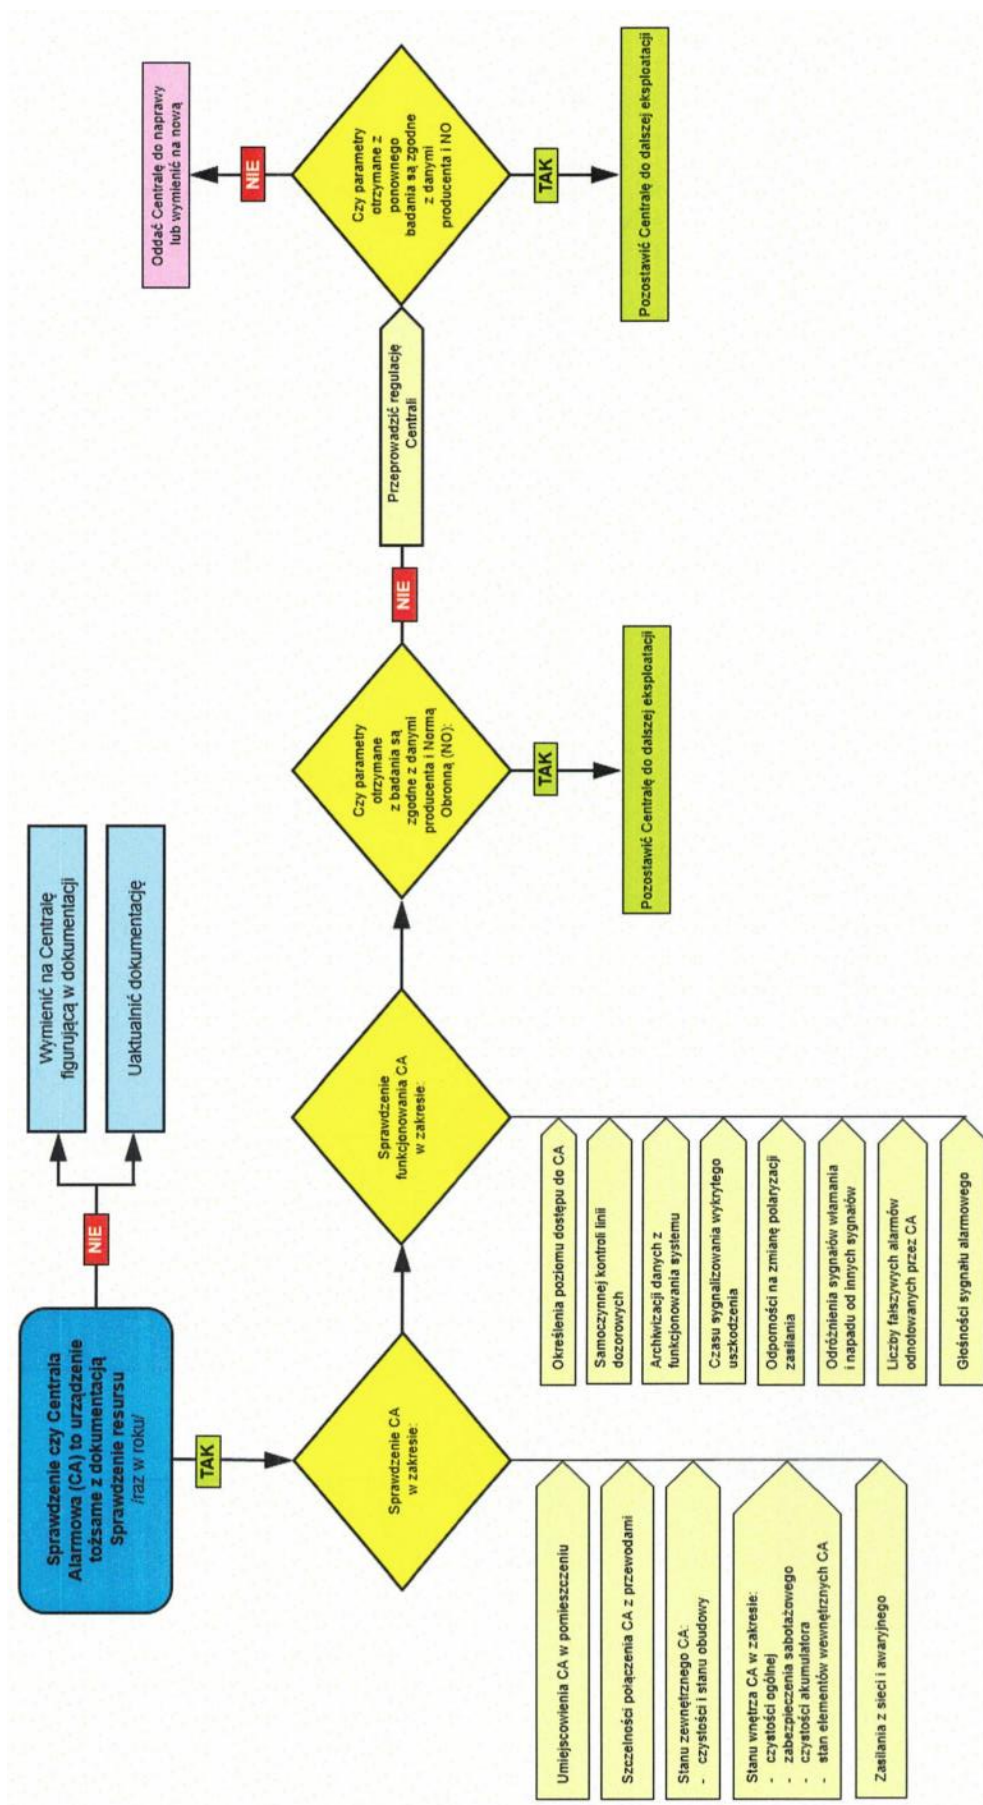 Sprawdzenie czy Centrala
Alarmowa (CA) to urządzenie
tożsame z dokumentacją
Sprawdzenie resursu
/raz w roku/
NIE
Wymienić na Centralę
figurującą w dokumentacji
Uaktualnić dokumentację
TAK
Sprawdzenie CA
w zakresie:
Umiejscowienia CA w pomieszczeniu
Szczelności połączenia CA z przewodami
Stanu zewnętrznego CA:
- czystości i stanu obudowy
Stanu wnętrza CA w zakresie:
- czystości ogólnej
- zabezpieczenia sabotażowego
- czystości akumulatora
- stan elementów wewnętrznych CA
Zasilania z sieci i awaryjnego
Sprawdzenie
funkcjonowania CA
w zakresie:
Określenia poziomu dostępu do CA
Samoczynnej kontroli linii
dozorowych
Archiwizacji danych z
funkcjonowania systemu
Czasu sygnalizowania wykrytego
uszkodzenia
Odporności na zmianę polaryzacji
zasilania
Odróżnienia sygnałów włamania
i napadu od innych sygnałów
Liczby fałszywych alarmów
odnotowanych przez CA
Głośności sygnału alarmowego
Czy parametry
otrzymane
z badania są
zgodne z danymi
producenta i Normą
Obronną (NO):
TAK
Pozostawić Centralę do dalszej eksploatacji
NIE
Przeprowadzić regulację
Centrali
Czy parametry
otrzymane z
ponownego
badania są zgodne
z danymi
producenta i NO
NIE
Oddać Centralę do naprawy
lub wymienić na nową
TAK
Pozostawić Centralę do dalszej eksploatacji